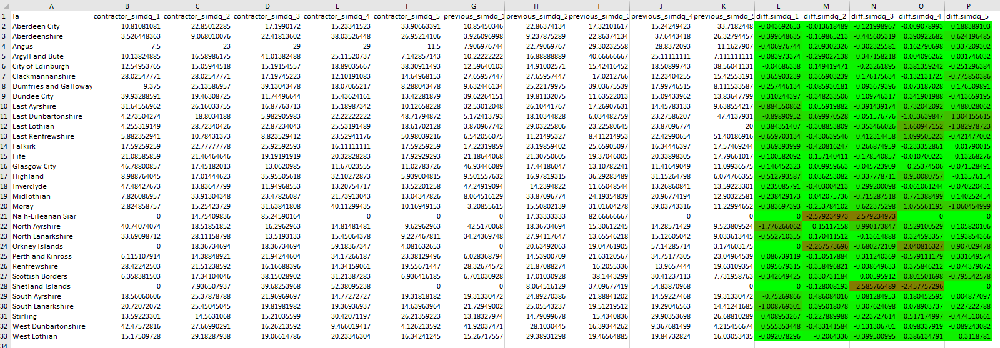 A B C D E F G H I J K L M N O P
1 la contractor_simdq_1 contractor_simdq_2 contractor_simdq_3 contractor_simdq_4 contractor_simdq_5 previous_simdq_1 previous_simdq_2 previous_simdq_3 previous_simdq_4 previous_simdq_5 diff.simdq_1 diff.simdq_2 diff.simdq_3 diff.simdq_4 diff.simdq_5
2 Aberdeen City 10.81081081 22.85012285 17.1990172 15.23341523 33.90663391 10.85450346 22.86374134 17.32101617 15.24249423 33.7182448 -0.043692653 -0.013618489 -0.121998967 -0.009078993 0.188389103
3 Aberdeenshire 3.526448363 9.068010076 22.41813602 38.03526448 26.95214106 3.926096998 9.237875289 22.86374134 37.6443418 26.32794457 -0.399648635 -0.169865213 -0.445605319 0.390922682 0.624196485
4 Angus 7.5 23 29 29 11.5 7.906976744 22.79069767 29.30232558 28.8372093 11.1627907 -0.406976744 0.209302326 -0.302325581 0.162790698 0.337209302
5 Argyll and Bute 10.13824885 16.58986175 41.01382488 25.11520737 7.142857143 10.22222222 16.88888889 40.66666667 25.11111111 7.111111111 -0.083973374 -0.299027138 0.347158218 0.004096262 0.031746032
6 City of Edinburgh 12.54953765 15.05944518 15.19154557 18.89035667 38.30911493 12.59640103 14.91002571 15.42416452 18.50899743 38.56041131 -0.04686338 0.149419471 -0.23261895 0.381359242 -0.251296384
7 Clackmannanshire 28.02547771 28.02547771 17.19745223 12.10191083 14.64968153 27.65957447 27.65957447 17.0212766 12.23404255 15.42553191 0.365903239 0.365903239 0.176175634 -0.132131725 -0.775850386
8 Dumfries and Galloway 9.375 25.13586957 39.13043478 18.07065217 8.288043478 9.632446134 25.22179975 39.03675539 17.99746515 8.111533587 -0.257446134 -0.085930181 0.093679396 0.073187028 0.176509891
9 Dundee City 39.93288591 19.46308725 11.74496644 15.43624161 13.42281879 39.62264151 19.81132075 11.63522013 15.09433962 13.83647799 0.310244397 -0.348233506 0.109746317 0.341901988 -0.413659195
10 East Ayrshire 31.64556962 26.16033755 16.87763713 15.18987342 10.12658228 32.53012048 26.10441767 17.26907631 14.45783133 9.638554217 -0.884550862 0.055919882 -0.391439174 0.732042092 0.488028062
11 East Dunbartonshire 4.273504274 18.8034188 5.982905983 22.22222222 48.71794872 5.172413793 18.10344828 6.034482759 23.27586207 47.4137931 -0.89890952 0.699970528 -0.051576776 -1.053639847 1.304155615
12 East Lothian 4.255319149 28.72340426 22.87234043 25.53191489 18.61702128 3.870967742 29.03225806 23.22580645 23.87096774 20 0.384351407 -0.308853809 -0.353466026 1.660947152 -1.382978723
13 East Renfrewshire 5.882352941 10.78431373 8.823529412 23.52941176 50.98039216 6.542056075 11.21495327 8.411214953 22.42990654 51.40186916 -0.659703134 -0.430639546 0.412314458 1.099505223 -0.421477002
14 Falkirk 17.59259259 22.77777778 25.92592593 16.11111111 17.59259259 17.22319859 23.19859402 25.65905097 16.34446397 17.57469244 0.369393999 -0.420816247 0.266874959 -0.233352861 0.01790015
15 Fife 21.08585859 21.46464646 19.19191919 20.32828283 17.92929293 21.18644068 21.30750605 19.37046005 20.33898305 17.79661017 -0.100582092 0.157140411 -0.178540857 -0.010700223 0.13268276
16 Glasgow City 46.78800857 17.45182013 13.0620985 11.67023555 11.02783726 46.93446089 17.44186047 13.10782241 11.41649049 11.09936575 -0.146452323 0.009959663 -0.045723909 0.25374506 -0.071528491
17 Highland 8.988764045 17.01444623 35.95505618 32.10272873 5.939004815 9.501557632 16.97819315 36.29283489 31.15264798 6.074766355 -0.512793587 0.036253082 -0.337778711 0.950080757 -0.13576154
18 Inverclyde 47.48427673 13.83647799 11.94968553 13.20754717 13.52201258 47.24919094 14.2394822 11.65048544 13.26860841 13.59223301 0.235085791 -0.403004213 0.299200098 -0.061061244 -0.070220431
19 Midlothian 7.826086957 33.91304348 23.47826087 21.73913043 13.04347826 8.064516129 33.87096774 24.19354839 20.96774194 12.90322581 -0.238429173 0.042075736 -0.715287518 0.771388499 0.140252454
20 Moray 2.824858757 15.25423729 31.63841808 40.11299435 10.16949153 3.20855615 15.50802139 31.01604278 39.03743316 11.22994652 -0.383697393 -0.253784102 0.622375298 1.075561195 -1.060454999
21 Na h-Eileanan Siar 0 14.75409836 85.24590164 0 0 0 17.33333333 82.66666667 0 0 0 -2.579234973 2.579234973 0 0
22 North Ayrshire 40.74074074 18.51851852 16.2962963 14.81481481 9.62962963 42.5170068 18.36734694 15.30612245 14.28571429 9.523809524 -1.776266062 0.15117158 0.990173847 0.529100529 0.105820106
23 North Lanarkshire 33.69098712 28.11158798 13.5193133 15.45064378 9.227467811 34.24369748 27.94117647 13.65546218 15.12605042 9.033613445 -0.552710355 0.170411512 -0.13614888 0.324593357 0.193854366
24 Orkney Islands 0 18.36734694 18.36734694 59.18367347 4.081632653 0 20.63492063 19.04761905 57.14285714 3.174603175 0 -2.267573696 -0.680272109 2.040816327 0.907029478
25 Perth and Kinross 6.115107914 14.38848921 21.94244604 34.17266187 23.38129496 6.028368794 14.53900709 21.63120567 34.75177305 23.04964539 0.086739119 -0.150517884 0.311240369 -0.579111179 0.331649574
26 Renfrewshire 28.42242503 21.51238592 16.16688396 14.34159061 19.55671447 28.32674572 21.87088274 16.2055336 13.9657444 19.63109354 0.095679315 -0.358496821 -0.038649633 0.375846212 -0.074379072
27 Scottish Borders 6.358381503 17.34104046 38.15028902 31.21387283 6.936416185 6.701030928 17.01030928 38.1443299 30.41237113 7.731958763 -0.342649425 0.330731184 0.00595912 0.801501698 -0.795542578
28 Shetland Islands 0 7.936507937 39.68253968 52.38095238 0 0 8.064516129 37.09677419 54.83870968 0 0 -0.128008193 2.585765489 -2.457757296 0
29 South Ayrshire 18.56060606 25.37878788 21.96969697 14.77272727 19.31818182 19.31330472 24.89270386 21.88841202 14.59227468 19.31330472 -0.75269866 0.486084016 0.081284953 0.180452595 0.004877097
30 South Lanarkshire 20.72072072 25.45045045 19.81981982 19.36936937 14.63963964 21.72949002 25.05543237 19.51219512 19.29046563 14.41241685 -1.008769301 0.395018078 0.307624698 0.078903737 0.227222788
31 Stirling 13.59223301 14.5631068 15.21035599 30.42071197 26.21359223 13.18327974 14.79099678 15.4340836 29.90353698 26.68810289 0.408953267 -0.227889988 -0.223727614 0.517174997 -0.474510661
32 West Dunbartonshire 42.47572816 27.66990291 16.26213592 9.466019417 4.126213592 41.92037471 28.1030445 16.39344262 9.367681499 4.215456674 0.555353448 -0.433141584 -0.131306701 0.098337919 -0.089243082
33 West Lothian 15.17509728 29.18287938 19.06614786 20.23346304 16.34241245 15.26717557 29.38931298 19.46564885 19.84732824 16.03053435 -0.092078296 -0.2064336 -0.399500995 0.386134791 0.3118781
34